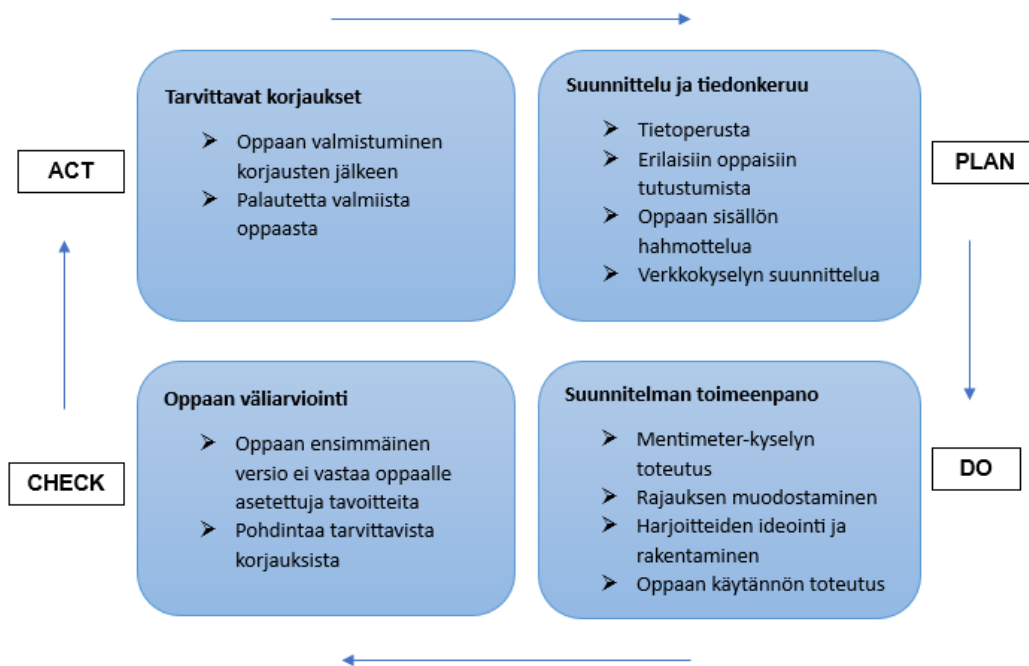 ACT
Tarvittavat korjaukset
➤ Oppaan valmistuminen
korjausten jälkeen
➤ Palautetta valmiista
oppaasta
Suunnittelu ja tiedonkeruu
➤ Tietoperusta
➤ Erilaisiin oppaisiin
tutustumista
➤ Oppaan sisällön
hahmottelua
➤ Verkkokyselyn suunnittelua
PLAN
CHECK
Oppaan väliarviointi
➤ Oppaan ensimmäinen
versio ei vastaa oppaalle
asetettuja tavoitteita
➤ Pohdintaa tarvittavista
korjauksista
Suunnitelman toimeenpano
➤ Mentimeter-kyselyn
toteutus
➤ Rajauksen muodostaminen
➤ Harjoitteiden ideointi ja
rakentaminen
➤ Oppaan käytännön toteutus
DO